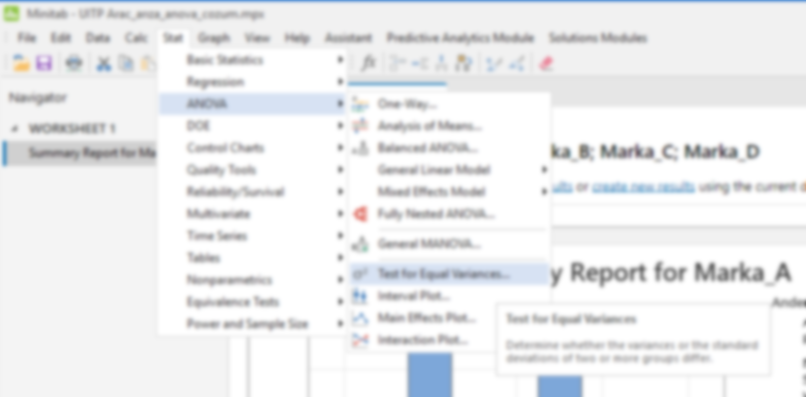 Minitab - UITP Arac_ariza_anova_cozum.mpx
File Edit Data Calc Stat Graph View Help Assistant Predictive Analytics Module Solutions Modules
fx
Navigator
WORKSHEET 1
Summary Report for Ma
Basic Statistics
Regression
ANOVA
DOE
Control Charts
Quality Tools
Reliability/Survival
Multivariate
Time Series
Tables
Nonparametrics
Equivalence Tests
Power and Sample Size
One-Way...
Analysis of Means...
Balanced ANOVA...
General Linear Model
Mixed Effects Model
Fully Nested ANOVA...
General MANOVA...
σ² Test for Equal Variances...
Interval Plot...
Main Effects Plot...
Interaction Plot...
ka_B; Marka_C; Marka_D
ults or create new results using the current d
y Report for Marka_A
Ande
Test for Equal Variances
Determine whether the variances or the standard
deviations of two or more groups differ.